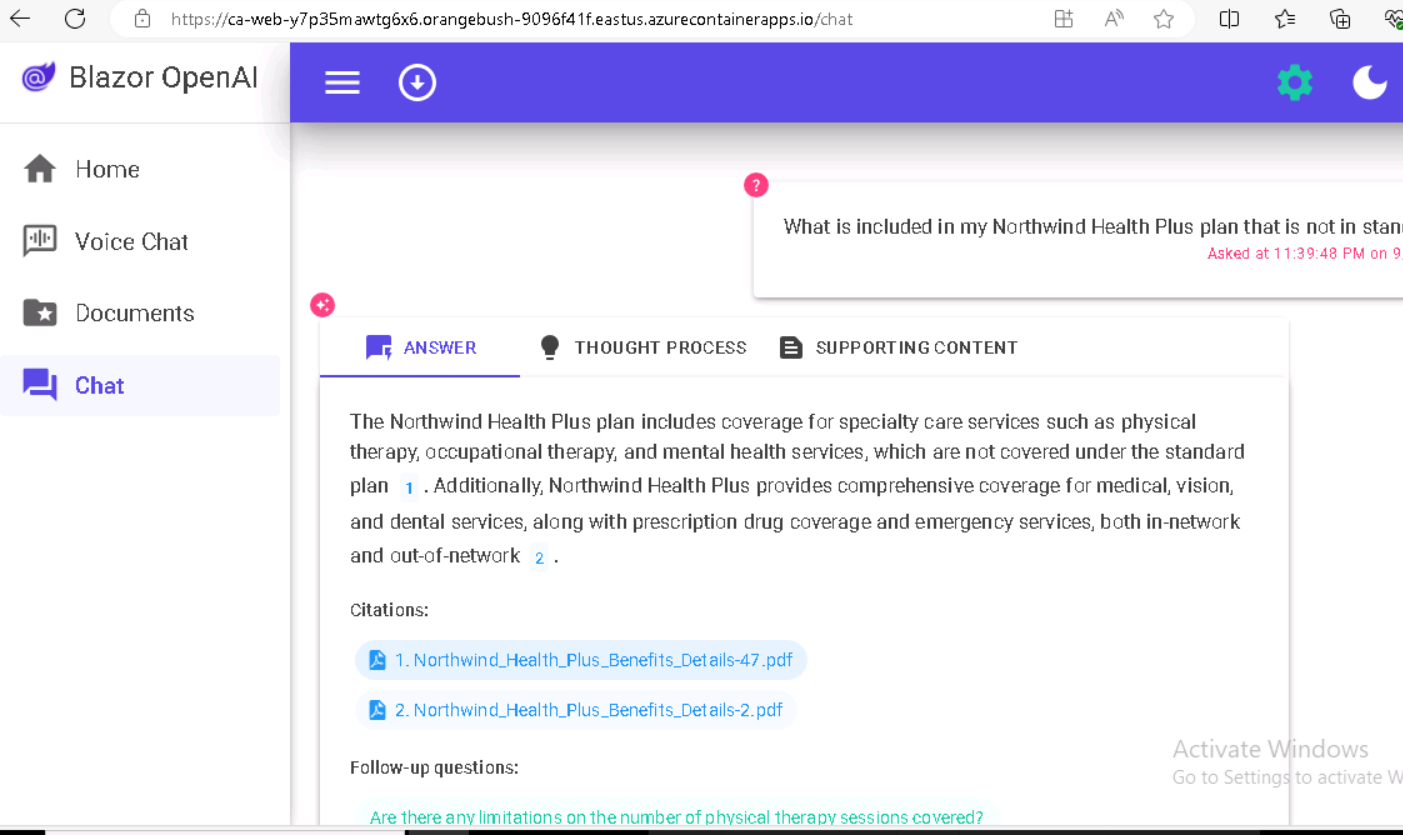 https://ca-web-y7p35mawtg6x6.orangebush-9096f41f.eastus.azurecontainerapps.io/chat
Blazor OpenAI
Home
Voice Chat
Documents
Chat
?
What is included in my Northwind Health Plus plan that is not in stan
Asked at 11:39:48 PM on 9
ANSWER THOUGHT PROCESS SUPPORTING CONTENT
The Northwind Health Plus plan includes coverage for specialty care services such as physical
therapy, occupational therapy, and mental health services, which are not covered under the standard
plan 1 . Additionally, Northwind Health Plus provides comprehensive coverage for medical, vision,
and dental services, along with prescription drug coverage and emergency services, both in-network
and out-of-network 2 .
Citations:
1. Northwind_Health_Plus_Benefits_Details-47.pdf
2. Northwind_Health_Plus_Benefits_Details-2.pdf
Follow-up questions:
Are there any limitations on the number of physical therapy sessions covered?
Activate Windows
Go to Settings to activate W